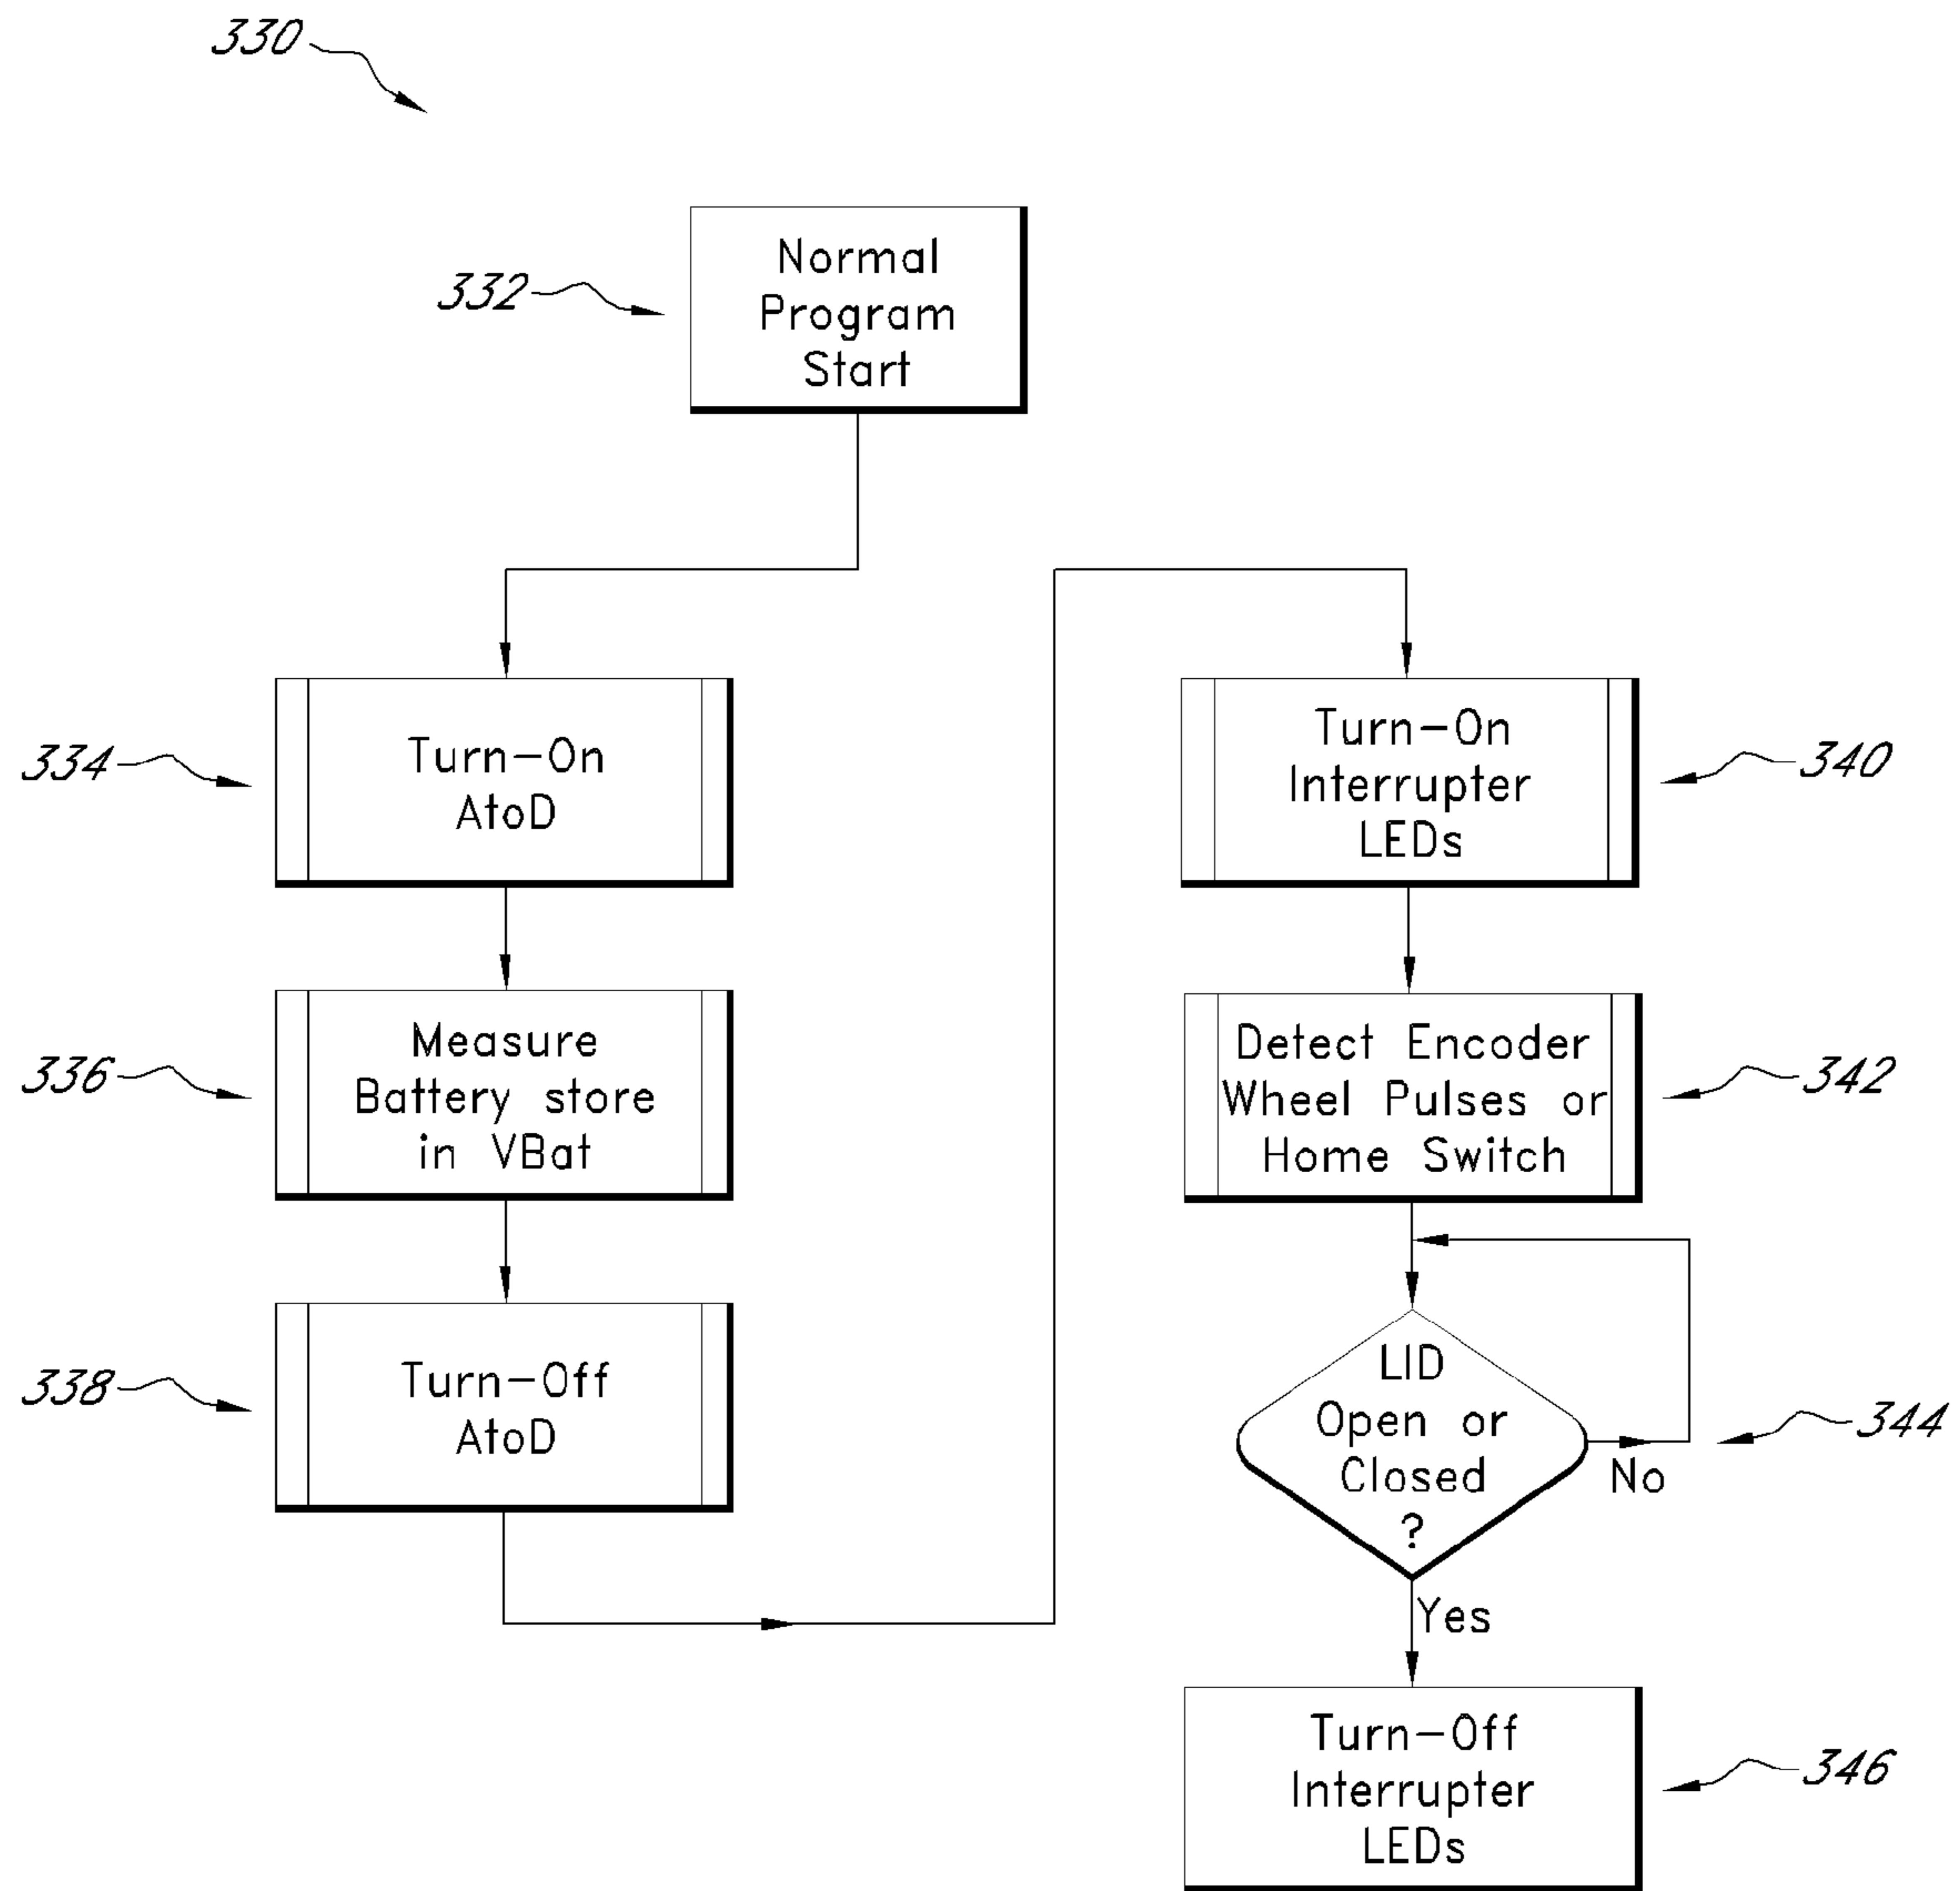 330
332
Normal
Program
Start
334
Turn-On
AtoD
336
Measure
Battery store
in VBat
338
Turn-Off
AtoD
340
Turn-On
Interrupter
LEDs
342
Detect Encoder
Wheel Pulses or
Home Switch
344
LID
Open or
Closed
?
No
Yes
346
Turn-Off
Interrupter
LEDs